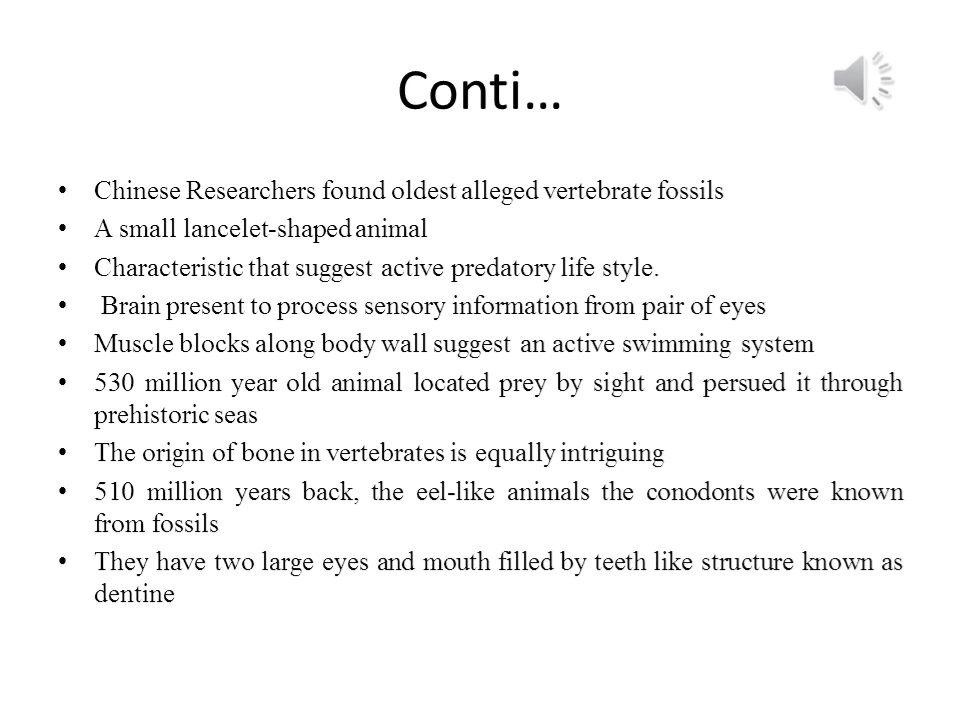 Conti…
• Chinese Researchers found oldest alleged vertebrate fossils
• A small lancelet-shaped animal
• Characteristic that suggest active predatory life style.
• Brain present to process sensory information from pair of eyes
• Muscle blocks along body wall suggest an active swimming system
• 530 million year old animal located prey by sight and persued it through
prehistoric seas
• The origin of bone in vertebrates is equally intriguing
• 510 million years back, the eel-like animals the conodonts were known
from fossils
• They have two large eyes and mouth filled by teeth like structure known as
dentine